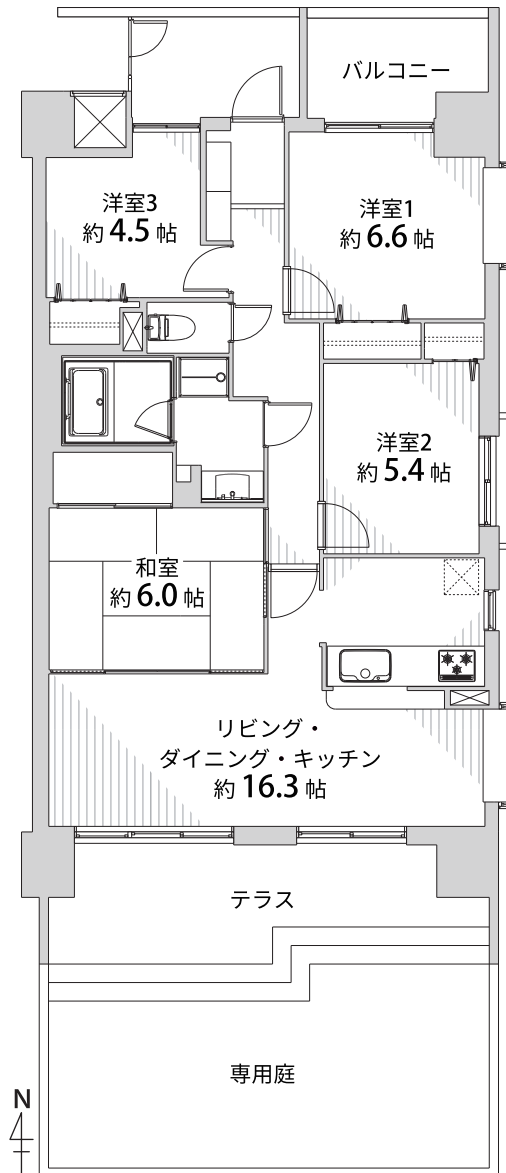 バルコニー
洋室3
約 4.5 帖
洋室1
約 6.6 帖
洋室2
約 5.4 帖
和室
約 6.0 帖
リビング・
ダイニング・キッチン
約 16.3 帖
テラス
専用庭
N